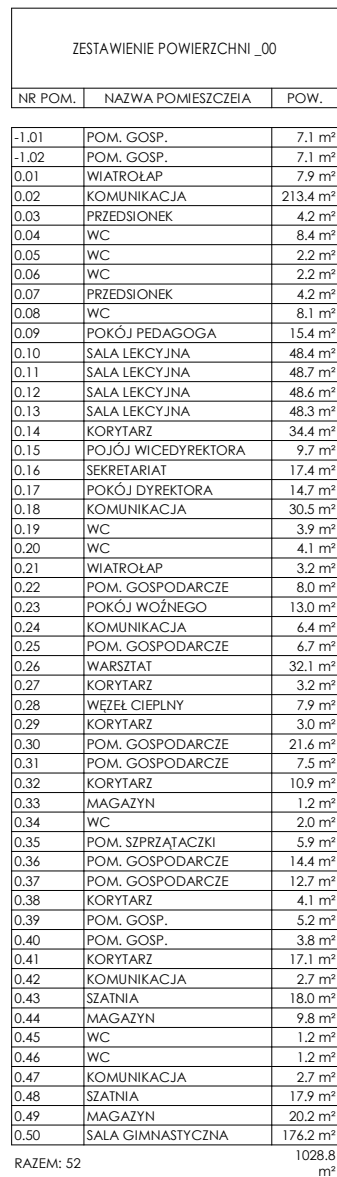 ZESTAWIENIE POWIERZCHNI _00
NR POM. NAZWA POMIESZCZEIA POW.
-1.01 POM. GOSP. 7.1 m²
-1.02 POM. GOSP. 7.1 m²
0.01 WIATROŁAP 7.9 m²
0.02 KOMUNIKACJA 213.4 m²
0.03 PRZEDSIONEK 4.2 m²
0.04 WC 8.4 m²
0.05 WC 2.2 m²
0.06 WC 2.2 m²
0.07 PRZEDSIONEK 4.2 m²
0.08 WC 8.1 m²
0.09 POKÓJ PEDAGOGA 15.4 m²
0.10 SALA LEKCYJNA 48.4 m²
0.11 SALA LEKCYJNA 48.7 m²
0.12 SALA LEKCYJNA 48.6 m²
0.13 SALA LEKCYJNA 48.3 m²
0.14 KORYTARZ 34.4 m²
0.15 POJÓJ WICEDYREKTORA 9.7 m²
0.16 SEKRETARIAT 17.4 m²
0.17 POKÓJ DYREKTORA 14.7 m²
0.18 KOMUNIKACJA 30.5 m²
0.19 WC 3.9 m²
0.20 WC 4.1 m²
0.21 WIATROŁAP 3.2 m²
0.22 POM. GOSPODARCZE 8.0 m²
0.23 POKÓJ WOŹNEGO 13.0 m²
0.24 KOMUNIKACJA 6.4 m²
0.25 POM. GOSPODARCZE 6.7 m²
0.26 WARSZTAT 32.1 m²
0.27 KORYTARZ 3.2 m²
0.28 WĘZEŁ CIEPLNY 7.9 m²
0.29 KORYTARZ 3.0 m²
0.30 POM. GOSPODARCZE 21.6 m²
0.31 POM. GOSPODARCZE 7.5 m²
0.32 KORYTARZ 10.9 m²
0.33 MAGAZYN 1.2 m²
0.34 WC 2.0 m²
0.35 POM. SZPRZĄTACZKI 5.9 m²
0.36 POM. GOSPODARCZE 14.4 m²
0.37 POM. GOSPODARCZE 12.7 m²
0.38 KORYTARZ 4.1 m²
0.39 POM. GOSP. 5.2 m²
0.40 POM. GOSP. 3.8 m²
0.41 KORYTARZ 17.1 m²
0.42 KOMUNIKACJA 2.7 m²
0.43 SZATNIA 18.0 m²
0.44 MAGAZYN 9.8 m²
0.45 WC 1.2 m²
0.46 WC 1.2 m²
0.47 KOMUNIKACJA 2.7 m²
0.48 SZATNIA 17.9 m²
0.49 MAGAZYN 20.2 m²
0.50 SALA GIMNASTYCZNA 176.2 m²
RAZEM: 52 1028.8
m²